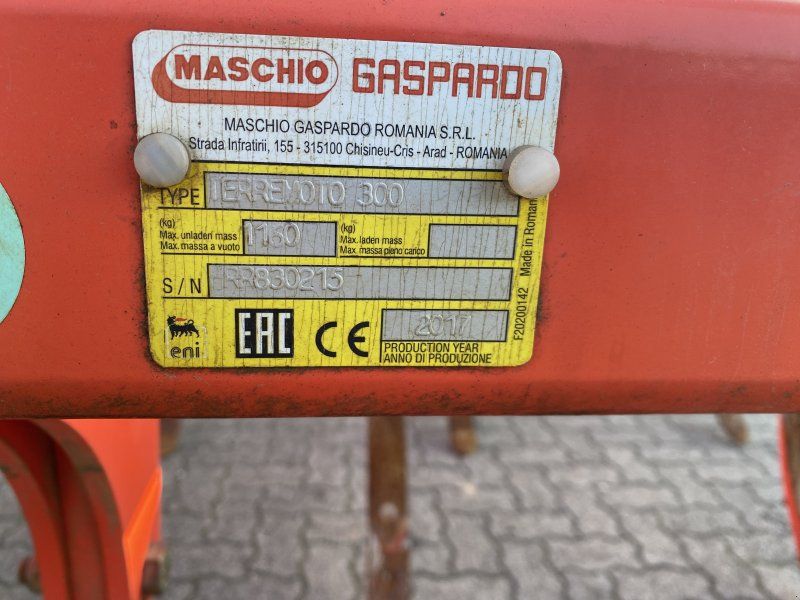 MASCHIO GASPARDO
MASCHIO GASPARDO ROMANIA S.R.L.
Strada Infratirii, 155 - 315100 Chisineu-Cris - Arad - ROMANIA
TYPE TERREMOTO 300
(kg)
Max. unladen mass
Max. massa a vuoto
1160
(kg)
Max. laden mass
Max. massa pieno carico
S/N RR830215
eni
EAC
CE
2017
PRODUCTION YEAR
ANNO DI PRODUZIONE
F20200142 Made in Romania